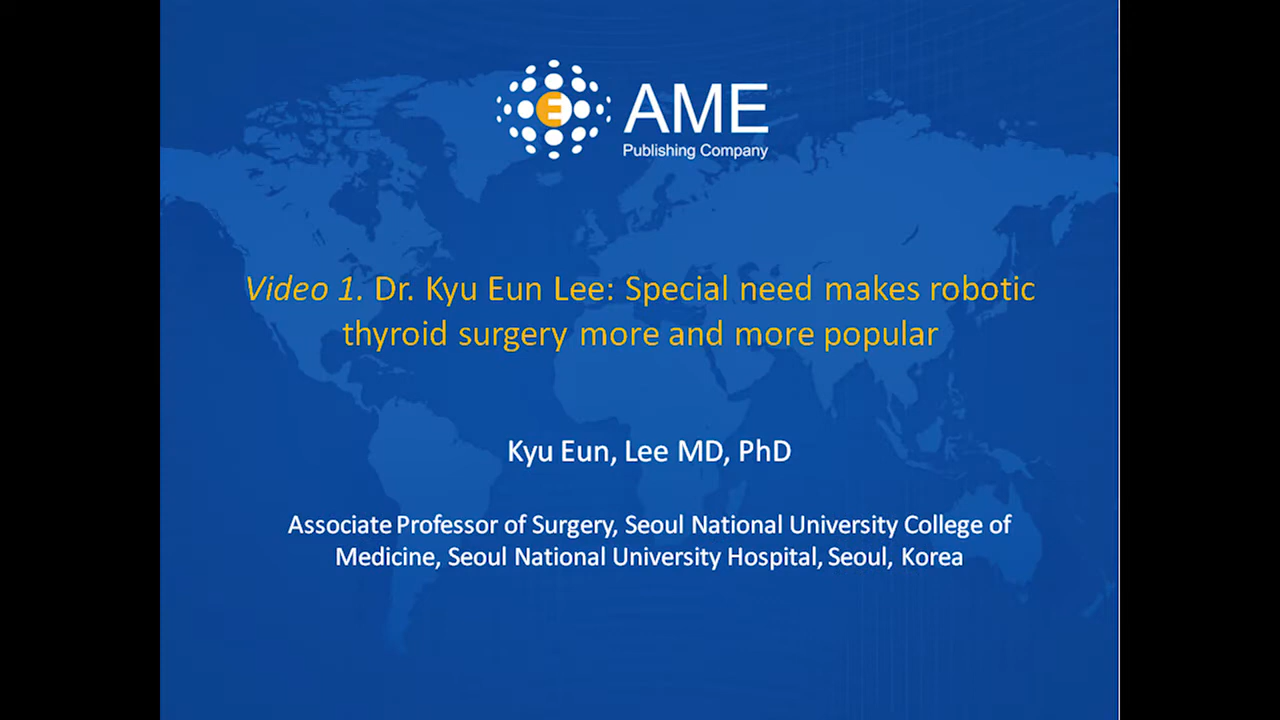 AME
Publishing Company
Video 1. Dr. Kyu Eun Lee: Special need makes robotic
thyroid surgery more and more popular
Kyu Eun, Lee MD, PhD
Associate Professor of Surgery, Seoul National University College of
Medicine, Seoul National University Hospital, Seoul, Korea